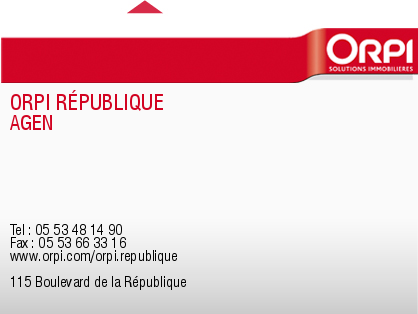 ORPI
SOLUTIONS IMMOBILIÈRES
ORPI RÉPUBLIQUE
AGEN
Tel : 05 53 48 14 90
Fax : 05 53 66 33 16
www.orpi.com/orpi.republique
115 Boulevard de la République